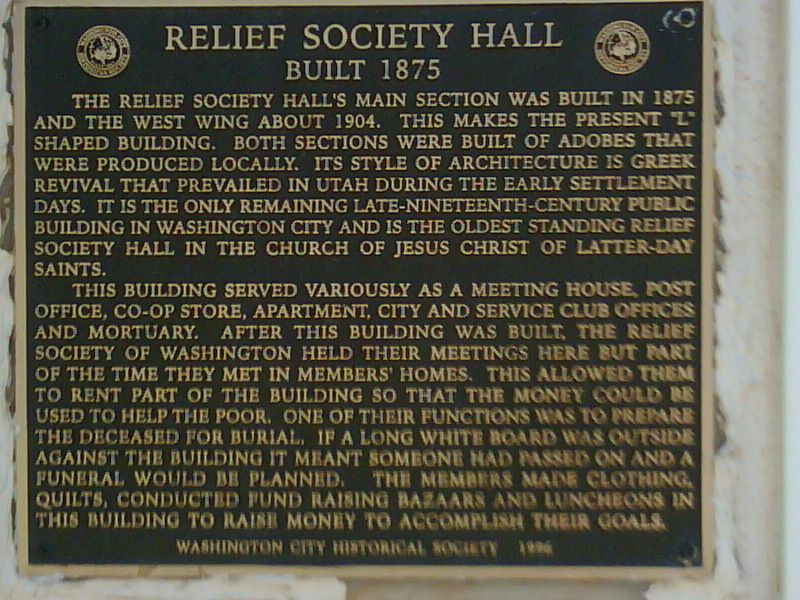 RELIEF SOCIETY HALL
BUILT 1875
THE RELIEF SOCIETY HALL'S MAIN SECTION WAS BUILT IN 1875
AND THE WEST WING ABOUT 1904. THIS MAKES THE PRESENT "L"
SHAPED BUILDING. BOTH SECTIONS WERE BUILT OF ADOBES THAT
WERE PRODUCED LOCALLY. ITS STYLE OF ARCHITECTURE IS GREEK
REVIVAL THAT PREVAILED IN UTAH DURING THE EARLY SETTLEMENT
DAYS. IT IS THE ONLY REMAINING LATE-NINETEENTH-CENTURY PUBLIC
BUILDING IN WASHINGTON CITY AND IS THE OLDEST STANDING RELIEF
SOCIETY HALL IN THE CHURCH OF JESUS CHRIST OF LATTER-DAY
SAINTS.
THIS BUILDING SERVED VARIOUSLY AS A MEETING HOUSE, POST
OFFICE, CO-OP STORE, APARTMENT, CITY AND SERVICE CLUB OFFICES
AND MORTUARY. AFTER THIS BUILDING WAS BUILT, THE RELIEF
SOCIETY OF WASHINGTON HELD THEIR MEETINGS HERE BUT PART
OF THE TIME THEY MET IN MEMBERS' HOMES. THIS ALLOWED THEM
TO RENT PART OF THE BUILDING SO THAT THE MONEY COULD BE
USED TO HELP THE POOR. ONE OF THEIR FUNCTIONS WAS TO PREPARE
THE DECEASED FOR BURIAL. IF A LONG WHITE BOARD WAS OUTSIDE
AGAINST THE BUILDING IT MEANT SOMEONE HAD PASSED ON AND A
FUNERAL WOULD BE PLANNED. THE MEMBERS MADE CLOTHING,
QUILTS, CONDUCTED FUND RAISING BAZAARS AND LUNCHEONS IN
THIS BUILDING TO RAISE MONEY TO ACCOMPLISH THEIR GOALS.
WASHINGTON CITY HISTORICAL SOCIETY 1996